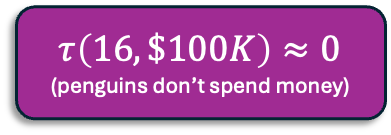 τ(16, $100K) ≈ 0
(penguins don't spend money)